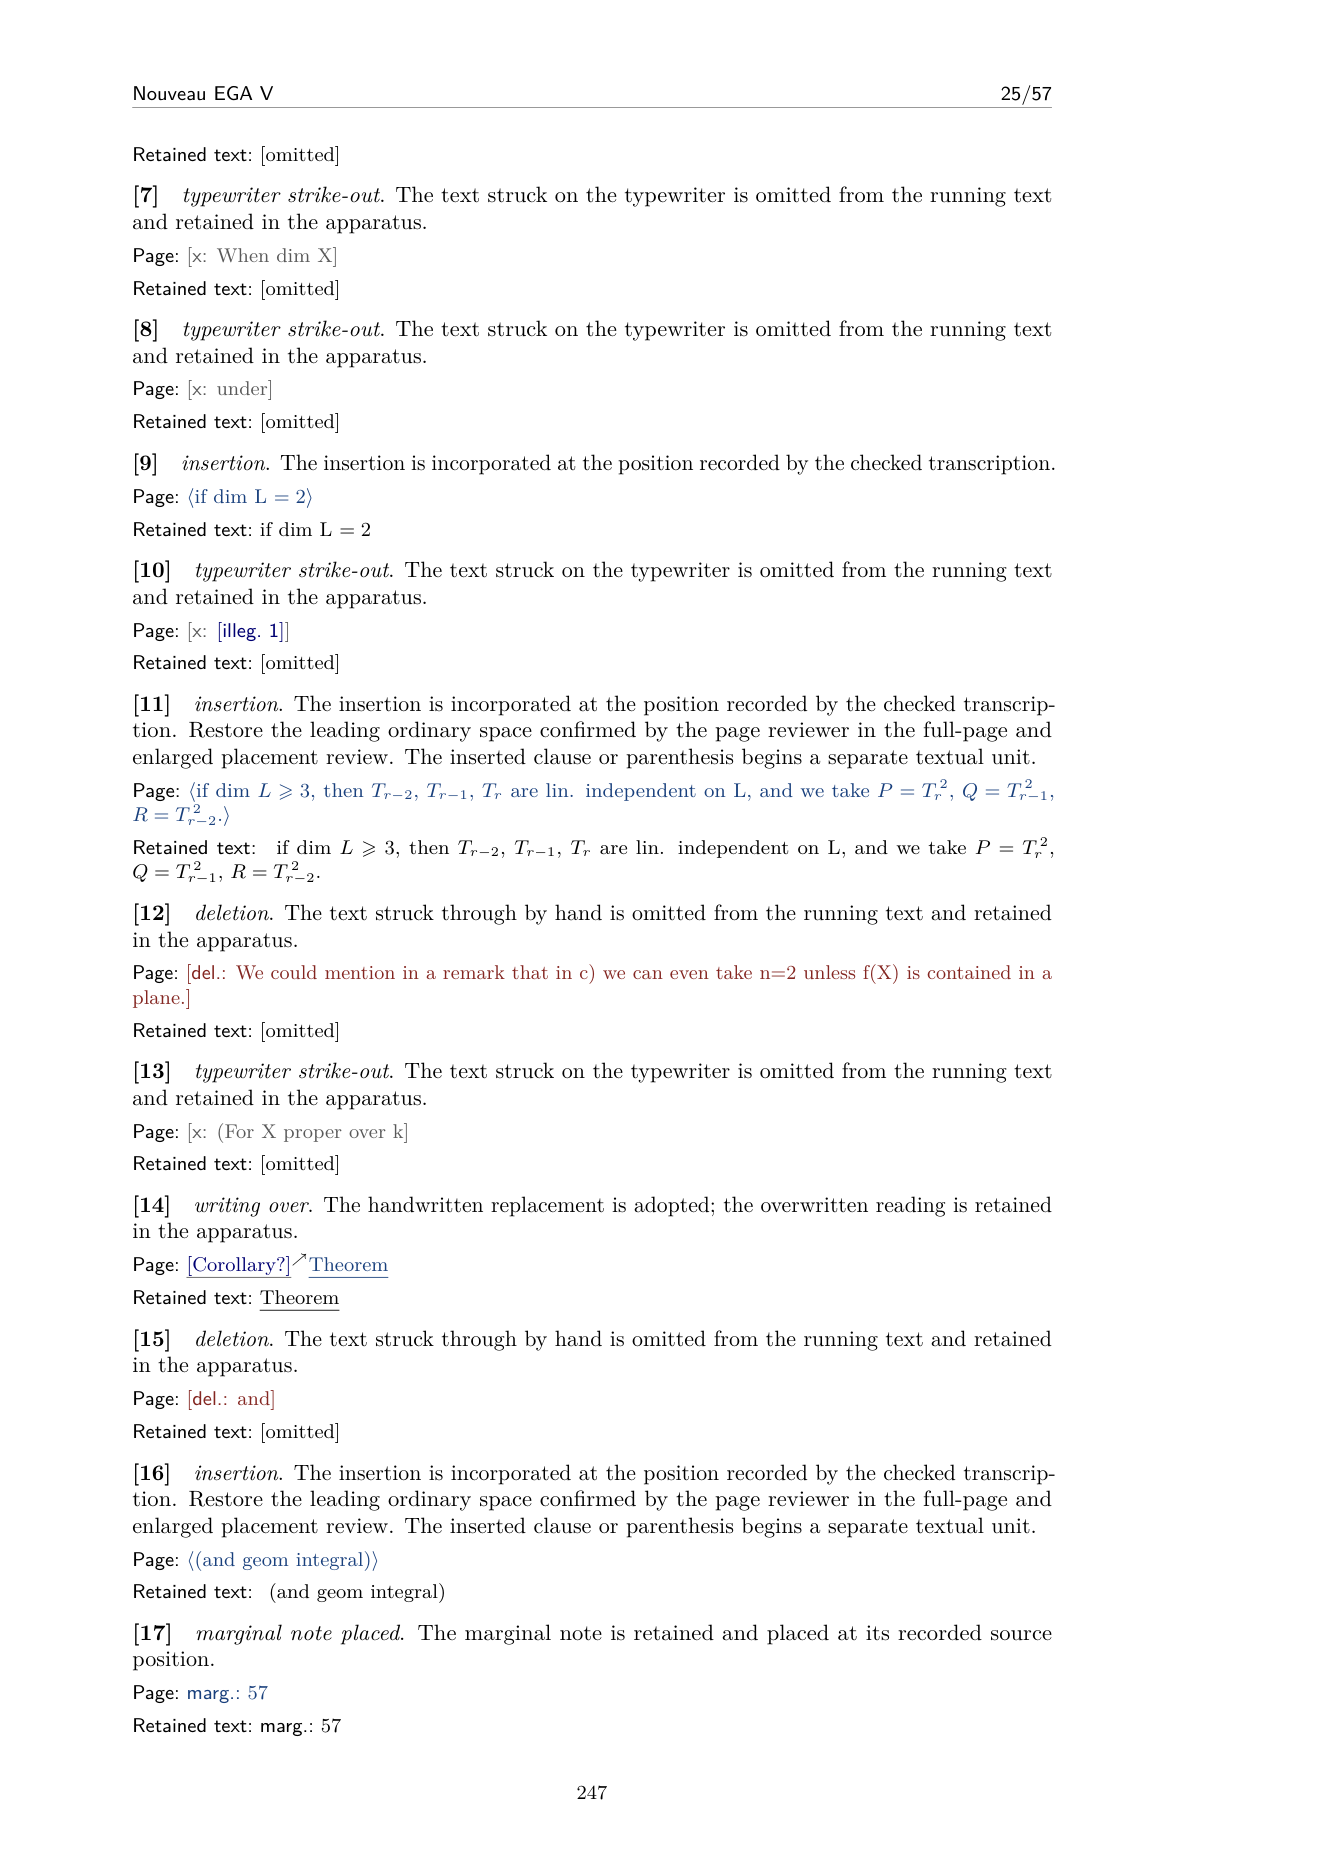 Nouveau EGA V 25/57
Retained text: [omitted]
[7] typewriter strike-out. The text struck on the typewriter is omitted from the running text
and retained in the apparatus.
Page: [x: When dim X]
Retained text: [omitted]
[8] typewriter strike-out. The text struck on the typewriter is omitted from the running text
and retained in the apparatus.
Page: [x: under]
Retained text: [omitted]
[9] insertion. The insertion is incorporated at the position recorded by the checked transcription.
Page: ⟨if dim L = 2⟩
Retained text: if dim L = 2
[10] typewriter strike-out. The text struck on the typewriter is omitted from the running text
and retained in the apparatus.
Page: [x: [illeg. 1]]
Retained text: [omitted]
[11] insertion. The insertion is incorporated at the position recorded by the checked transcrip-
tion. Restore the leading ordinary space confirmed by the page reviewer in the full-page and
enlarged placement review. The inserted clause or parenthesis begins a separate textual unit.
Page: ⟨if dim L ⩾ 3, then T_{r−2}, T_{r−1}, T_r are lin. independent on L, and we take P = T_r^2, Q = T_{r−1}^2,
R = T_{r−2}^2.⟩
Retained text: if dim L ⩾ 3, then T_{r−2}, T_{r−1}, T_r are lin. independent on L, and we take P = T_r^2,
Q = T_{r−1}^2, R = T_{r−2}^2.
[12] deletion. The text struck through by hand is omitted from the running text and retained
in the apparatus.
Page: [del.: We could mention in a remark that in c) we can even take n=2 unless f(X) is contained in a
plane.]
Retained text: [omitted]
[13] typewriter strike-out. The text struck on the typewriter is omitted from the running text
and retained in the apparatus.
Page: [x: (For X proper over k]
Retained text: [omitted]
[14] writing over. The handwritten replacement is adopted; the overwritten reading is retained
in the apparatus.
Page: [Corollary?]↗Theorem
Retained text: Theorem
[15] deletion. The text struck through by hand is omitted from the running text and retained
in the apparatus.
Page: [del.: and]
Retained text: [omitted]
[16] insertion. The insertion is incorporated at the position recorded by the checked transcrip-
tion. Restore the leading ordinary space confirmed by the page reviewer in the full-page and
enlarged placement review. The inserted clause or parenthesis begins a separate textual unit.
Page: ⟨(and geom integral)⟩
Retained text: (and geom integral)
[17] marginal note placed. The marginal note is retained and placed at its recorded source
position.
Page: marg.: 57
Retained text: marg.: 57
247